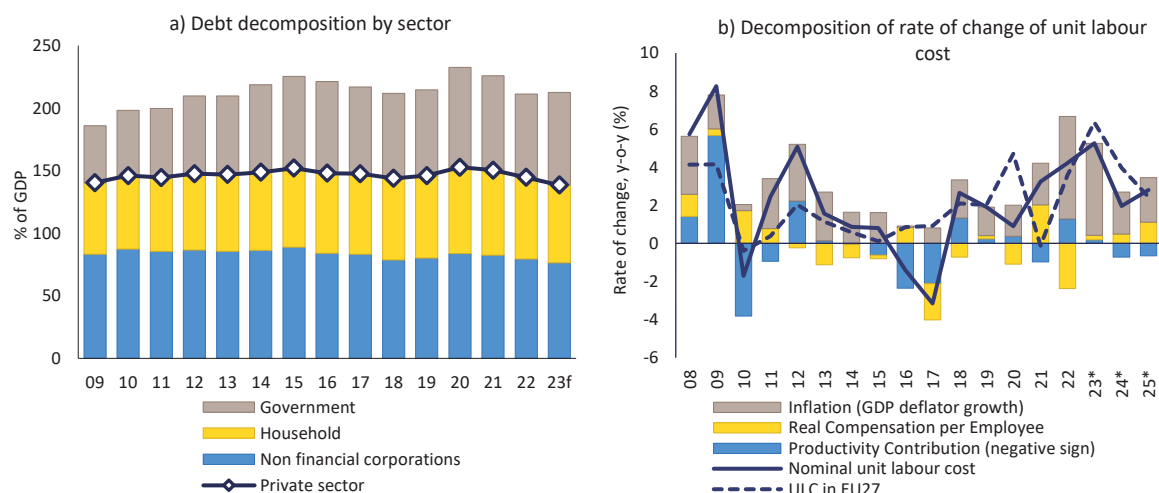 a) Debt decomposition by sector
250
200
150
100
50
0
% of GDP
09 10 11 12 13 14 15 16 17 18 19 20 21 22 23f
Government
Household
Non financial corporations
Private sector
b) Decomposition of rate of change of unit labour
cost
10
8
6
4
2
0
-2
-4
-6
Rate of change, y-o-y (%)
08 09 10 11 12 13 14 15 16 17 18 19 20 21 22 23* 24* 25*
Inflation (GDP deflator growth)
Real Compensation per Employee
Productivity Contribution (negative sign)
Nominal unit labour cost
ULC in EU27